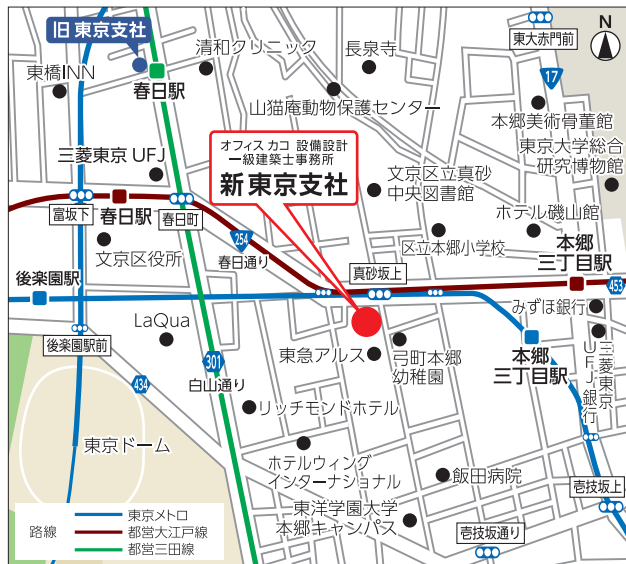 旧 東京支社
清和クリニック
長泉寺
東大赤門前
N
17
東橋INN
春日駅
山猫庵動物保護センター
本郷美術骨董館
オフィス カコ 設備設計
一級建築士事務所
新東京支社
東京大学総合
研究博物館
三菱東京 UFJ
文京区立真砂
中央図書館
ホテル磯山館
富坂下
春日駅
春日町
254
春日通り
区立本郷小学校
文京区役所
本郷
三丁目駅
後楽園駅
真砂坂上
453
みずほ銀行
LaQua
後楽園駅前
東急アルス
弓町本郷
幼稚園
本郷
三丁目駅
三菱東京
UFJ銀行
301
白山通り
434
リッチモンドホテル
東京ドーム
ホテルウィング
インターナショナル
飯田病院
壱技坂上
東洋学園大学
本郷キャンパス
壱技坂通り
路線
東京メトロ
都営大江戸線
都営三田線